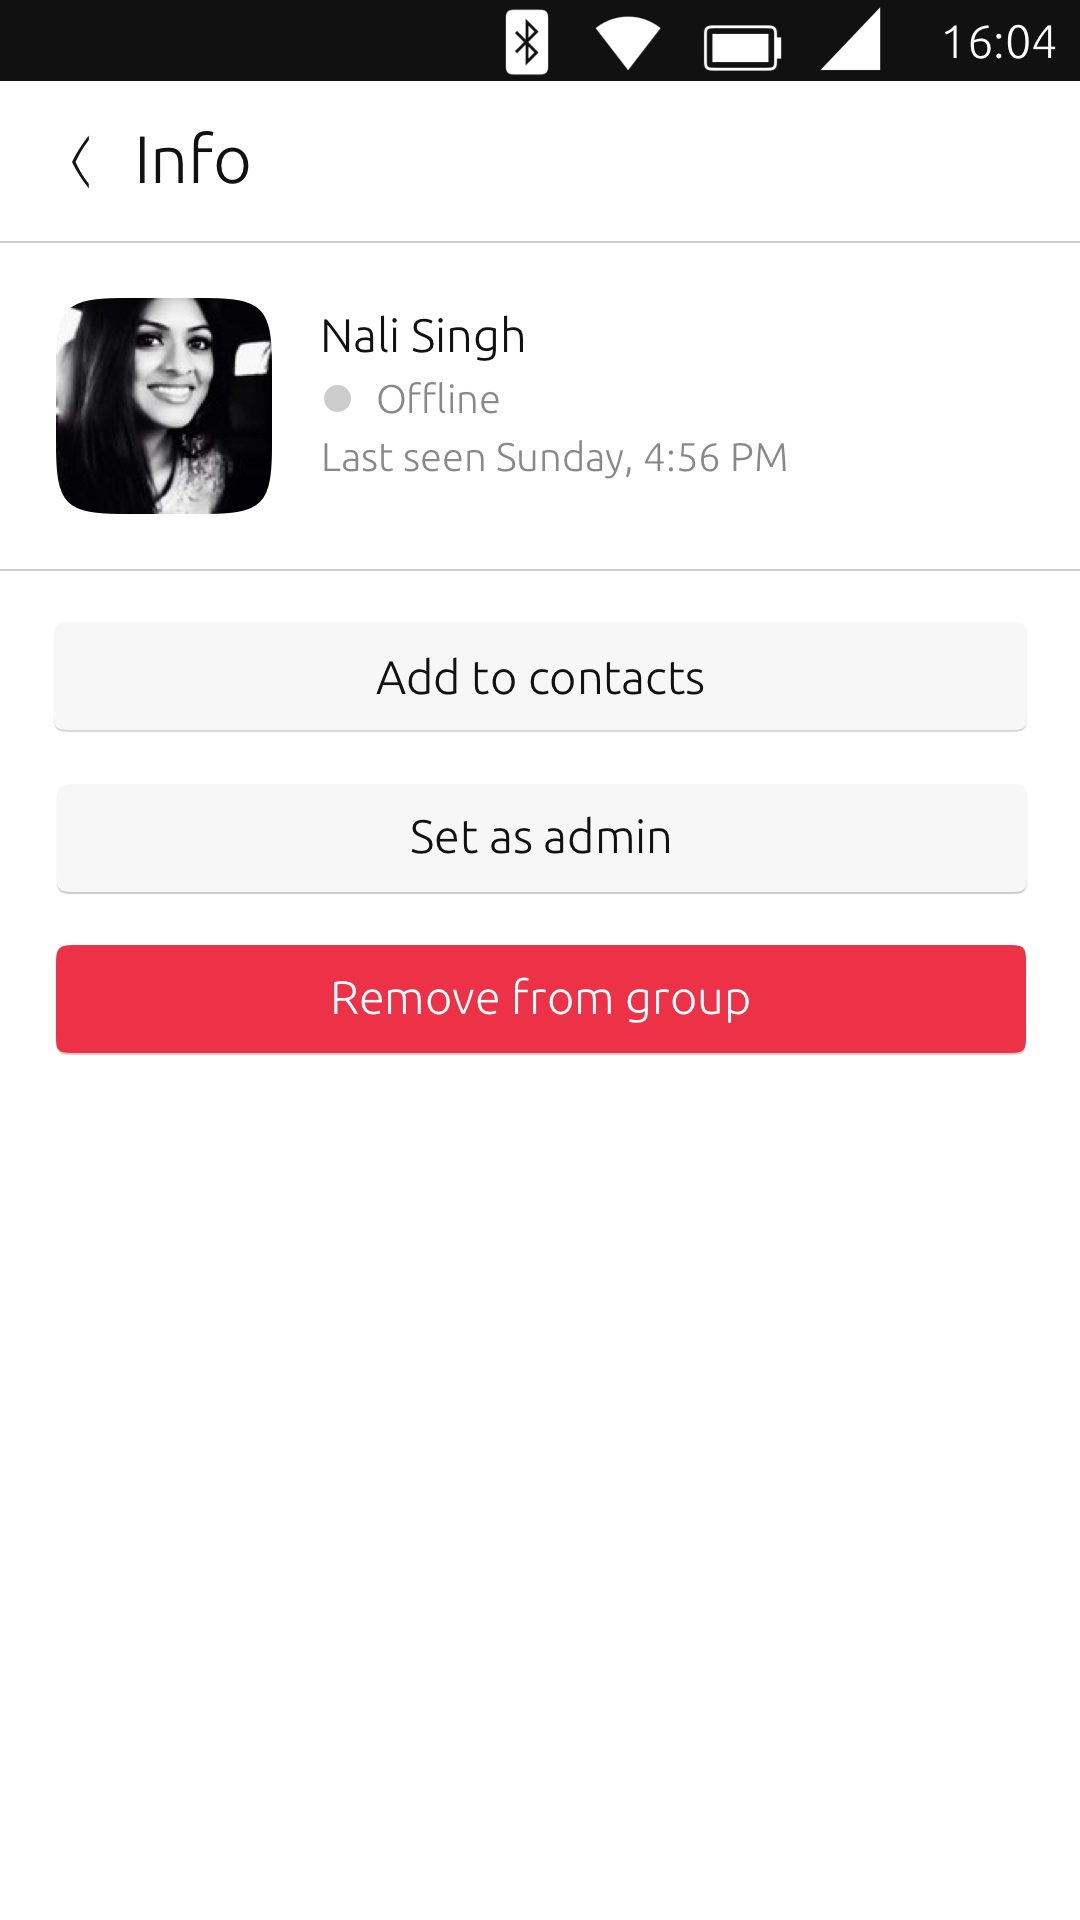 16:04
Info
Nali Singh
Offline
Last seen Sunday, 4:56 PM
Add to contacts
Set as admin
Remove from group